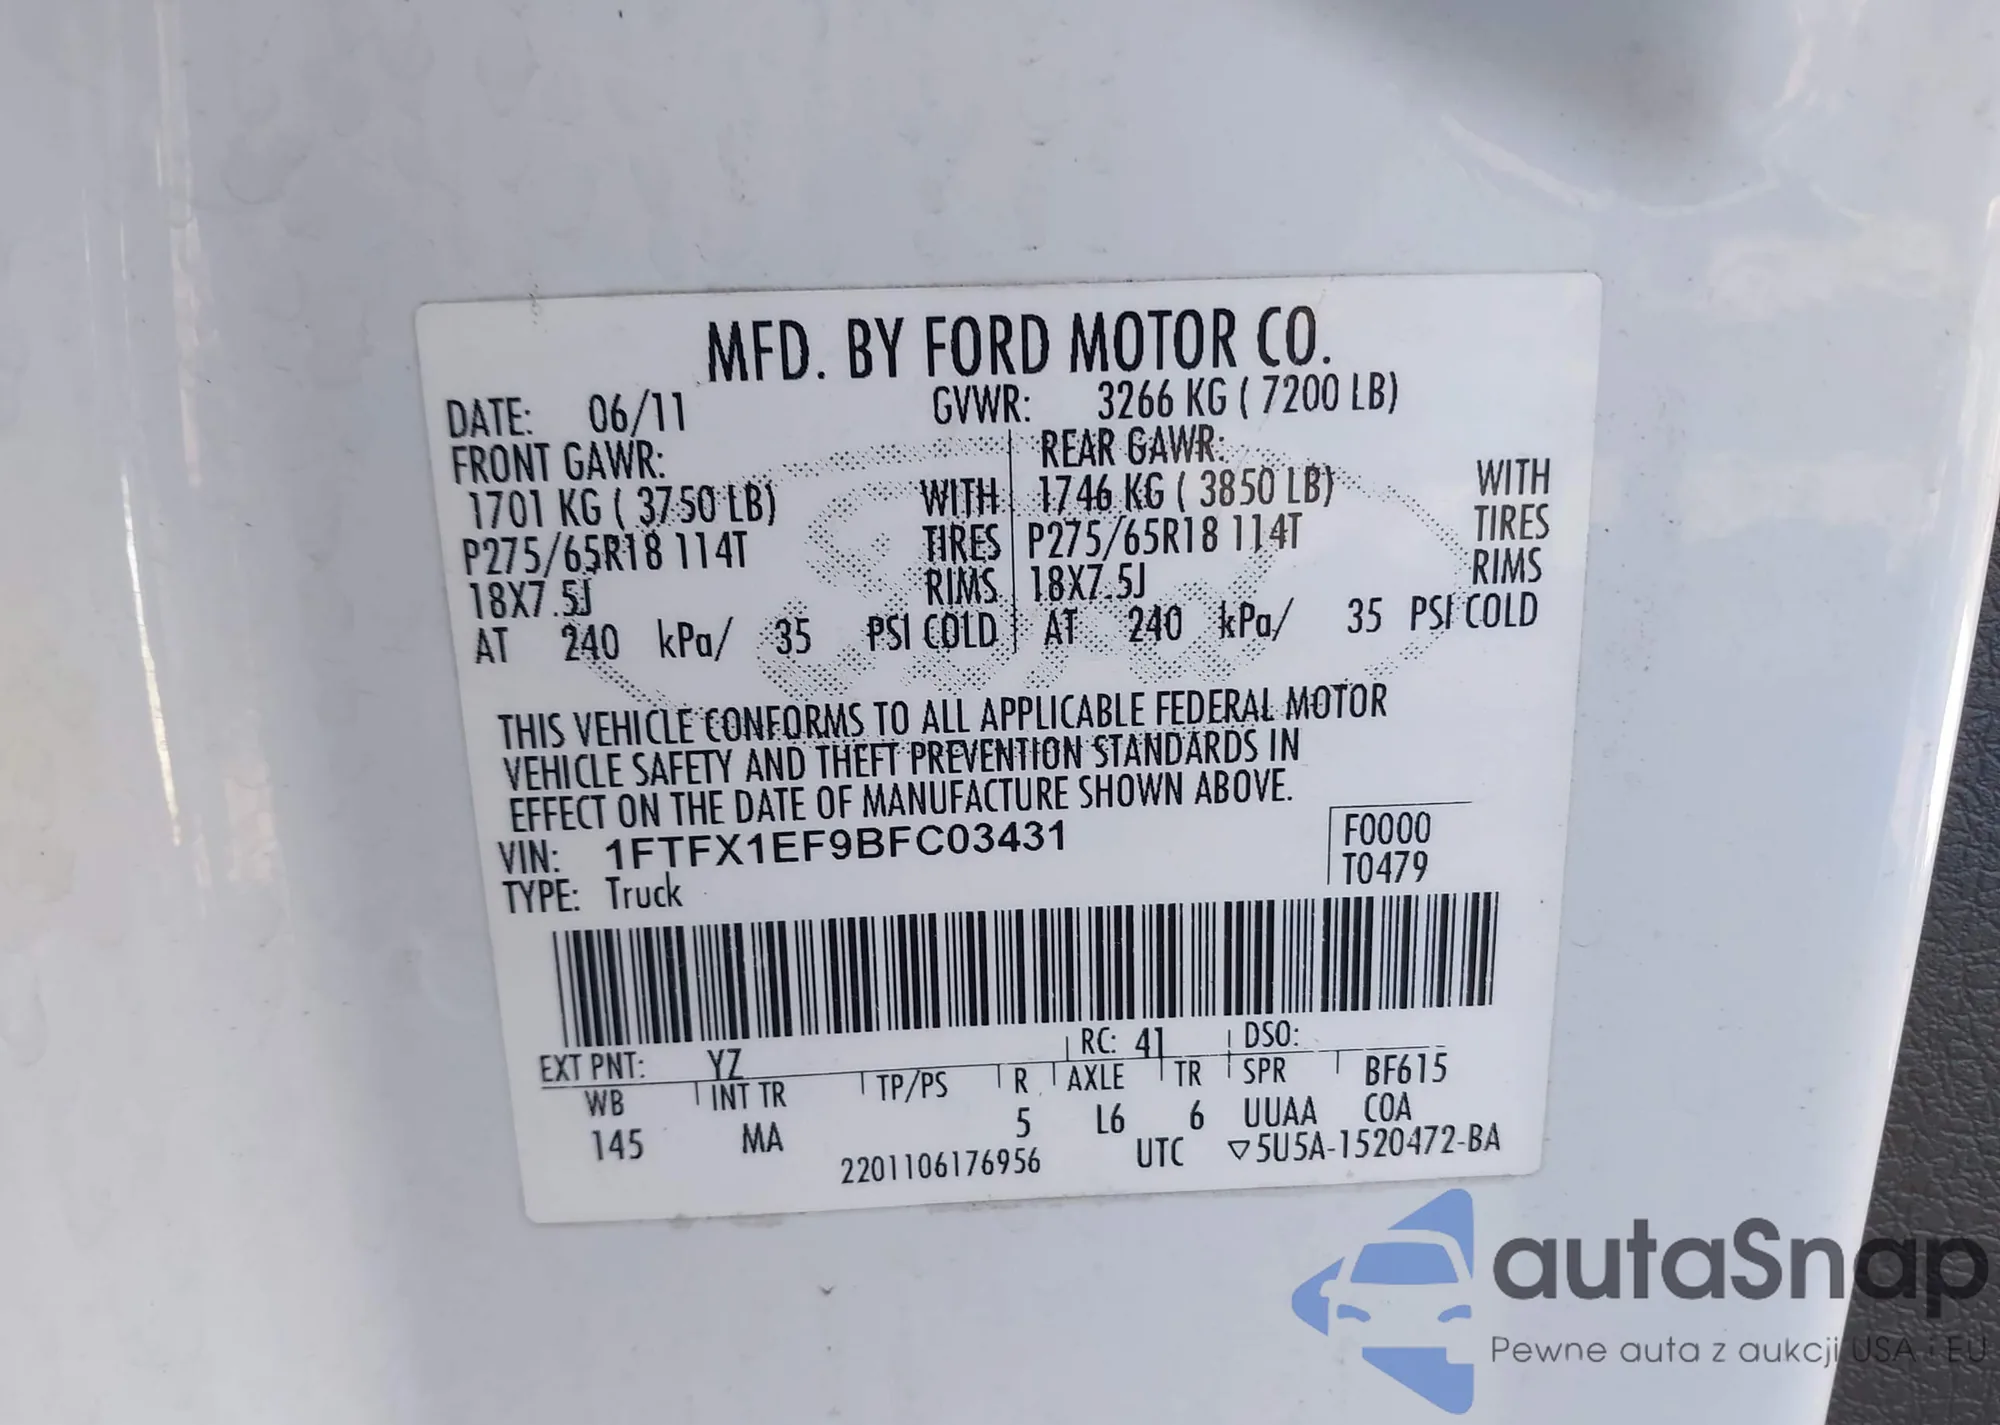 MFD. BY FORD MOTOR CO.
DATE: 06/11 GVWR: 3266 KG ( 7200 LB)
FRONT GAWR: REAR GAWR:
1701 KG ( 3750 LB) WITH 1746 KG ( 3850 LB) WITH
P275/65R18 114T TIRES P275/65R18 114T TIRES
18X7.5J RIMS 18X7.5J RIMS
AT 240 kPa/ 35 PSI COLD AT 240 kPa/ 35 PSI COLD
THIS VEHICLE CONFORMS TO ALL APPLICABLE FEDERAL MOTOR
VEHICLE SAFETY AND THEFT PREVENTION STANDARDS IN
EFFECT ON THE DATE OF MANUFACTURE SHOWN ABOVE.
VIN: 1FTFX1EF9BFC03431 F0000
TYPE: Truck T0479
EXT PNT: YZ RC: 41 DSO:
WB INT TR TP/PS R AXLE TR SPR BF615
145 MA 5 L6 6 UUAA COA
2201106176956 UTC ▽5U5A-1520472-BA
autaSnap
Pewne auta z aukcji USA i EU